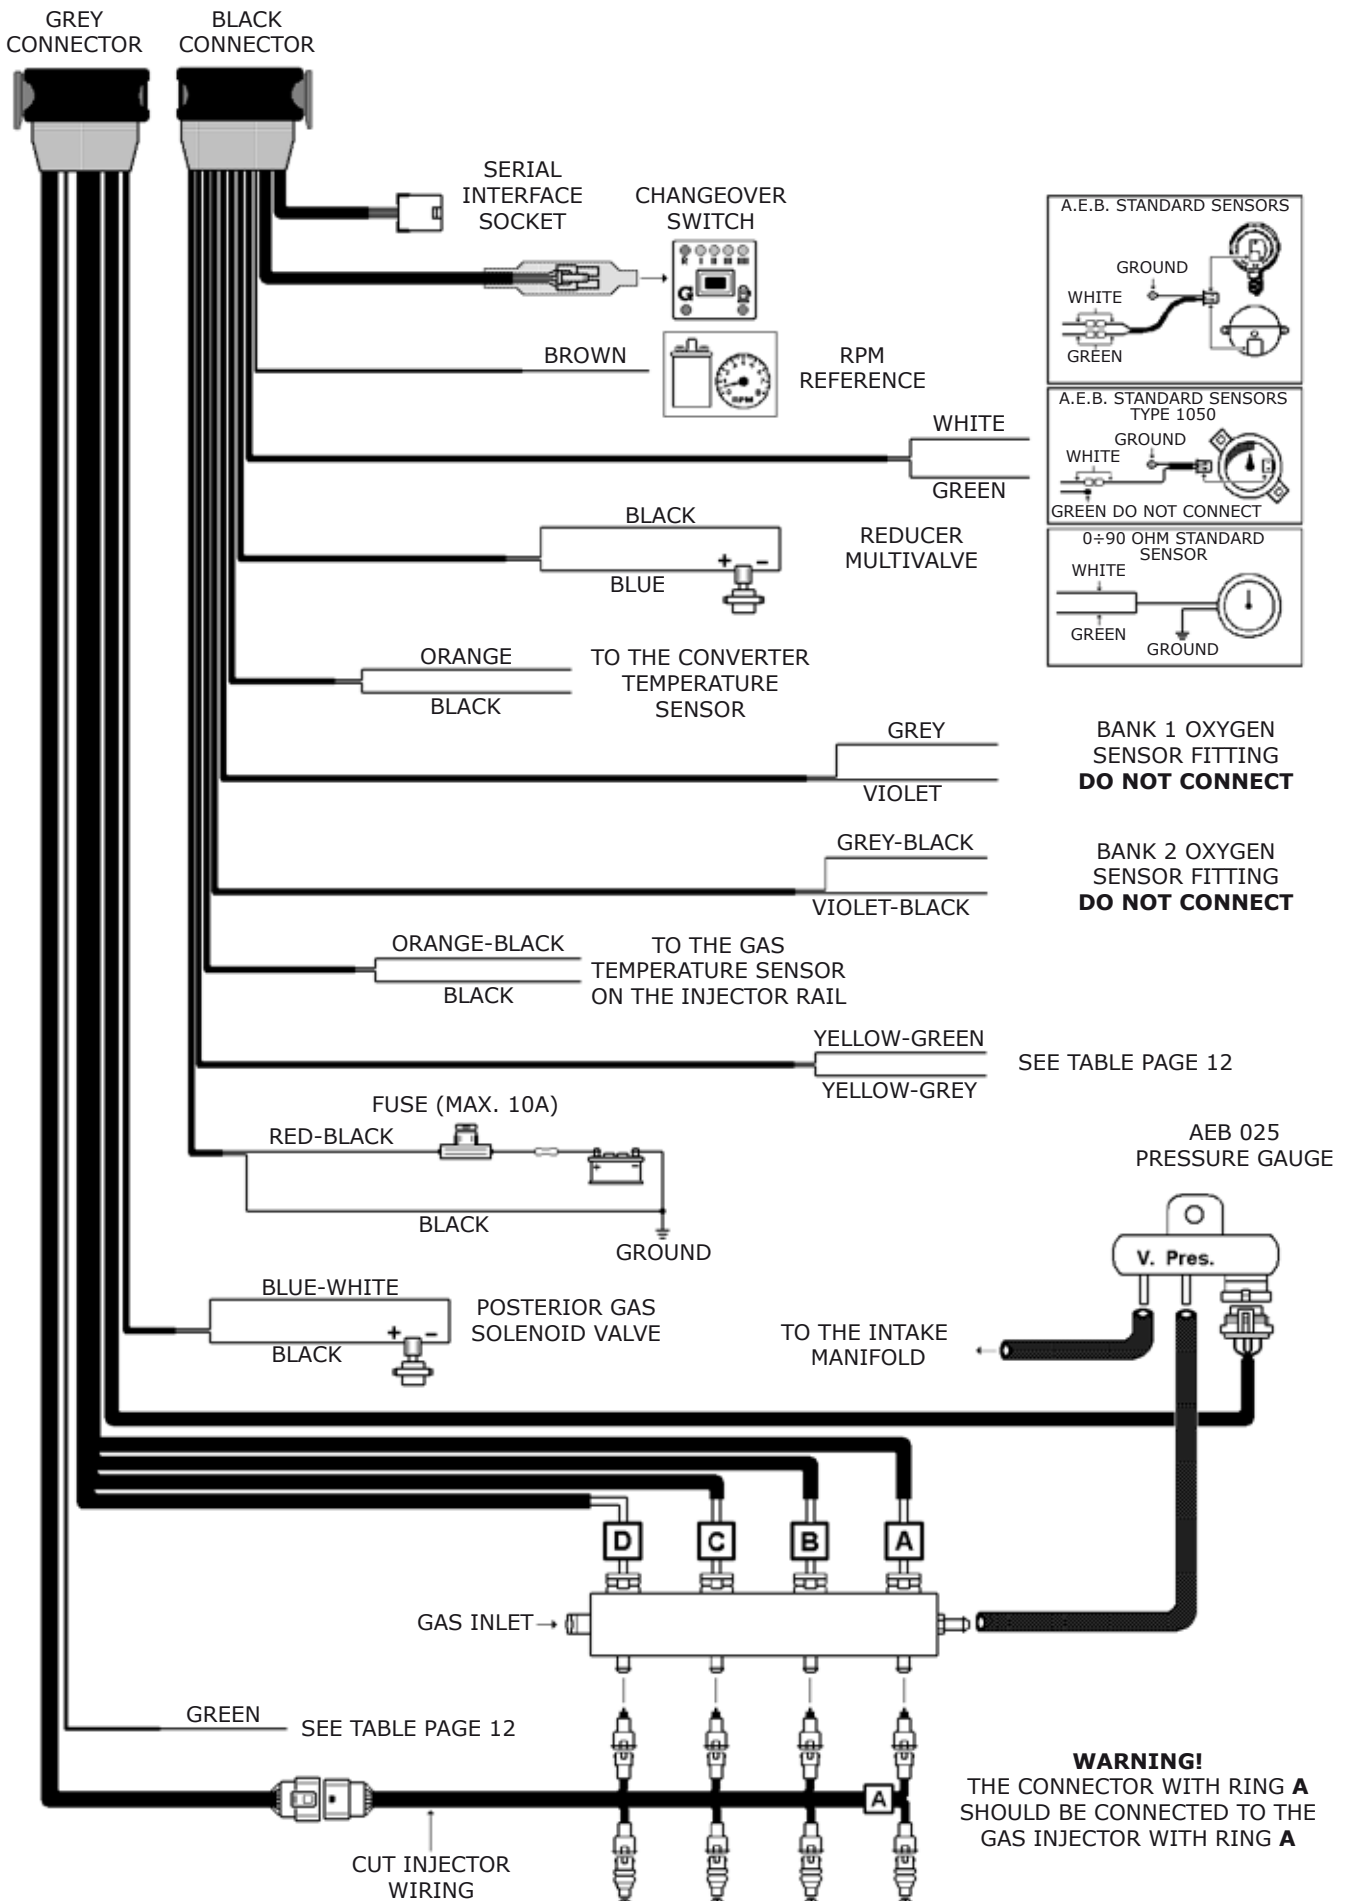 GREY
CONNECTOR
BLACK
CONNECTOR
SERIAL
INTERFACE
SOCKET
CHANGEOVER
SWITCH
R I II III IIII
G
A.E.B. STANDARD SENSORS
GROUND
WHITE
GREEN
BROWN
RPM
RPM
REFERENCE
A.E.B. STANDARD SENSORS
TYPE 1050
GROUND
WHITE
GREEN DO NOT CONNECT
WHITE
GREEN
BLACK
+ -
BLUE
REDUCER
MULTIVALVE
0÷90 OHM STANDARD
SENSOR
WHITE
GREEN
GROUND
ORANGE
BLACK
TO THE CONVERTER
TEMPERATURE
SENSOR
GREY
VIOLET
BANK 1 OXYGEN
SENSOR FITTING
DO NOT CONNECT
GREY-BLACK
VIOLET-BLACK
BANK 2 OXYGEN
SENSOR FITTING
DO NOT CONNECT
ORANGE-BLACK
BLACK
TO THE GAS
TEMPERATURE SENSOR
ON THE INJECTOR RAIL
YELLOW-GREEN
YELLOW-GREY
SEE TABLE PAGE 12
FUSE (MAX. 10A)
RED-BLACK
+ -
BLACK
GROUND
AEB 025
PRESSURE GAUGE
V. Pres.
BLUE-WHITE
+ -
BLACK
POSTERIOR GAS
SOLENOID VALVE
TO THE INTAKE
MANIFOLD
D C B A
GAS INLET
GREEN
SEE TABLE PAGE 12
A
CUT INJECTOR
WIRING
WARNING!
THE CONNECTOR WITH RING A
SHOULD BE CONNECTED TO THE
GAS INJECTOR WITH RING A